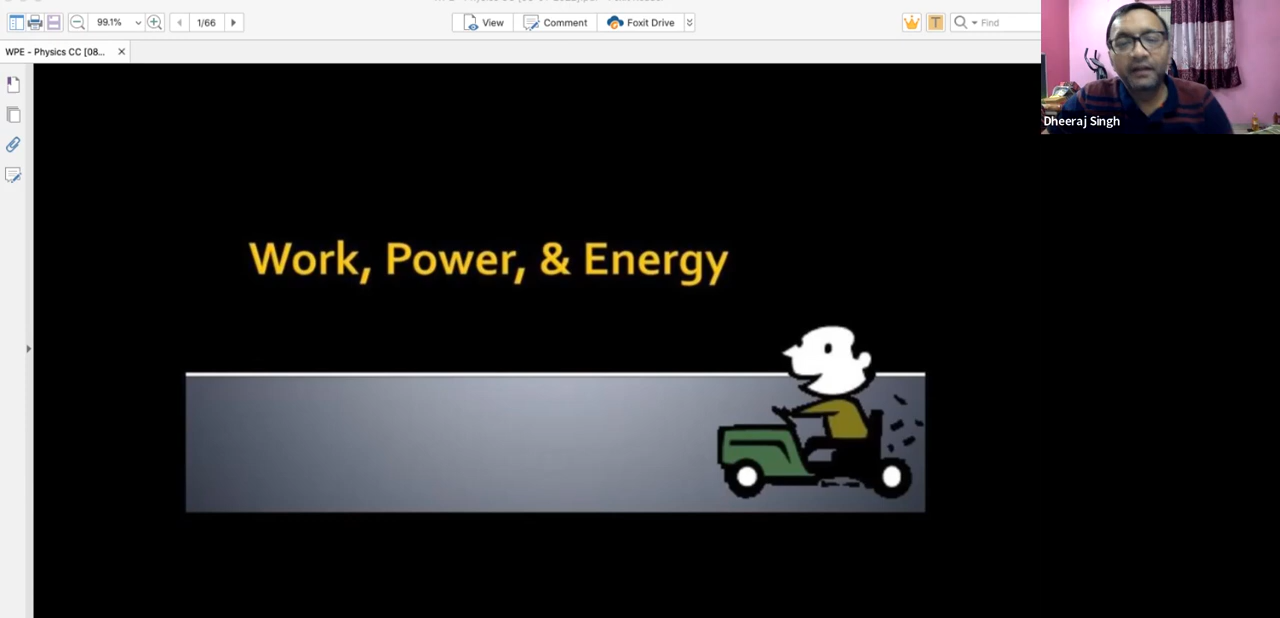 99.1%
1/66
View
Comment
Foxit Drive
T
Find
WPE - Physics CC [08...
Dheeraj Singh
Work, Power, & Energy